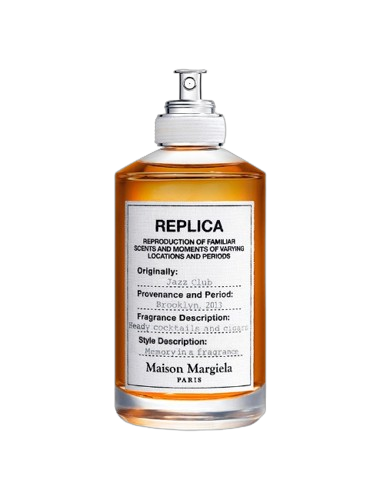 REPLICA
REPRODUCTION OF FAMILIAR
SCENTS AND MOMENTS OF VARYING
LOCATIONS AND PERIODS
Originally:
Jazz Club
Provenance and Period:
Brooklyn, 2013
Fragrance Description:
Heady cocktails and cigars
Style Description:
Memory in a fragrance
Maison Margiela
PARIS